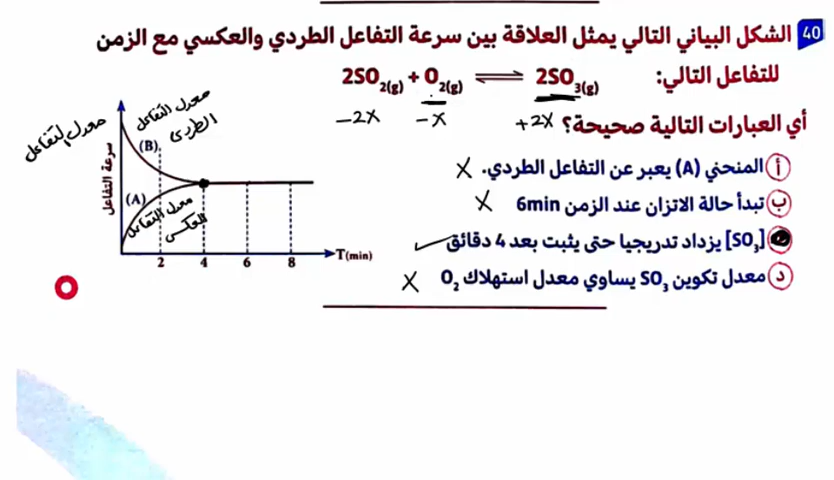 40 الشكل البياني التالي يمثل العلاقة بين سرعة التفاعل الطردي والعكسي مع الزمن
للتفاعل التالي: 2SO2(g) + O2(g) ⇌ 2SO3(g)
-2X -X +2X
أي العبارات التالية صحيحة؟
أ المنحني (A) يعبر عن التفاعل الطردي. X
ب تبدأ حالة الاتزان عند الزمن 6min X
[SO3] يزداد تدريجيا حتى يثبت بعد 4 دقائق ✓
د معدل تكوين SO3 يساوي معدل استهلاك O2 X
معدل التفاعل
معدل التفاعل
الطردي
(B)
سرعة التفاعل
(A)
معدل التفاعل
العكسي
2 4 6 8 T(min)